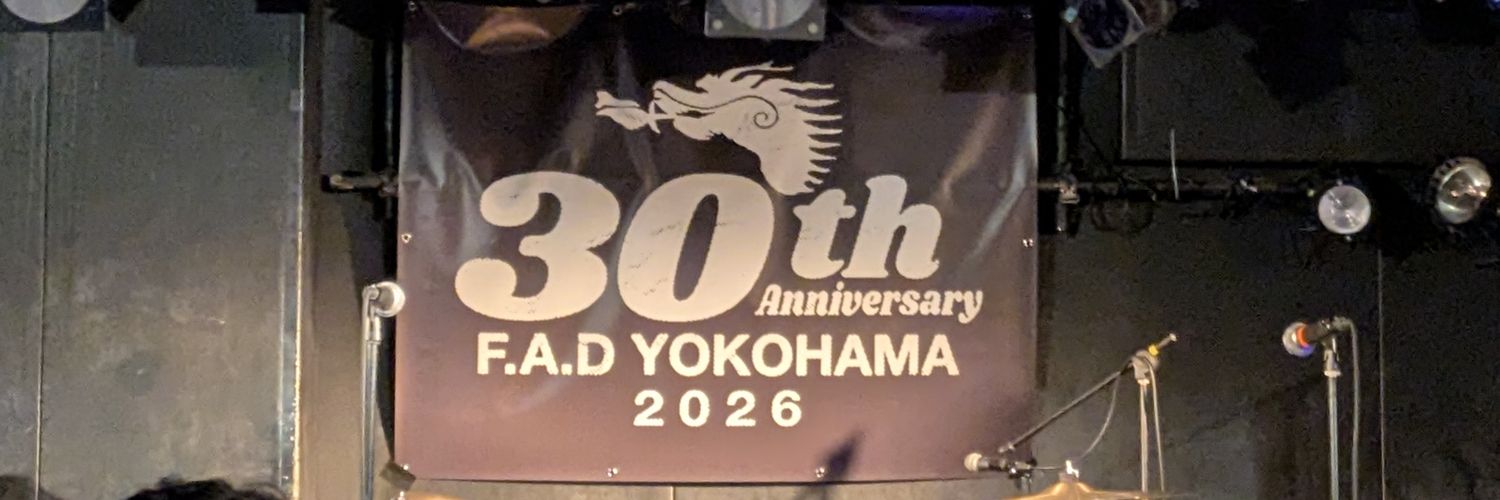 30th
Anniversary
F.A.D YOKOHAMA
2026